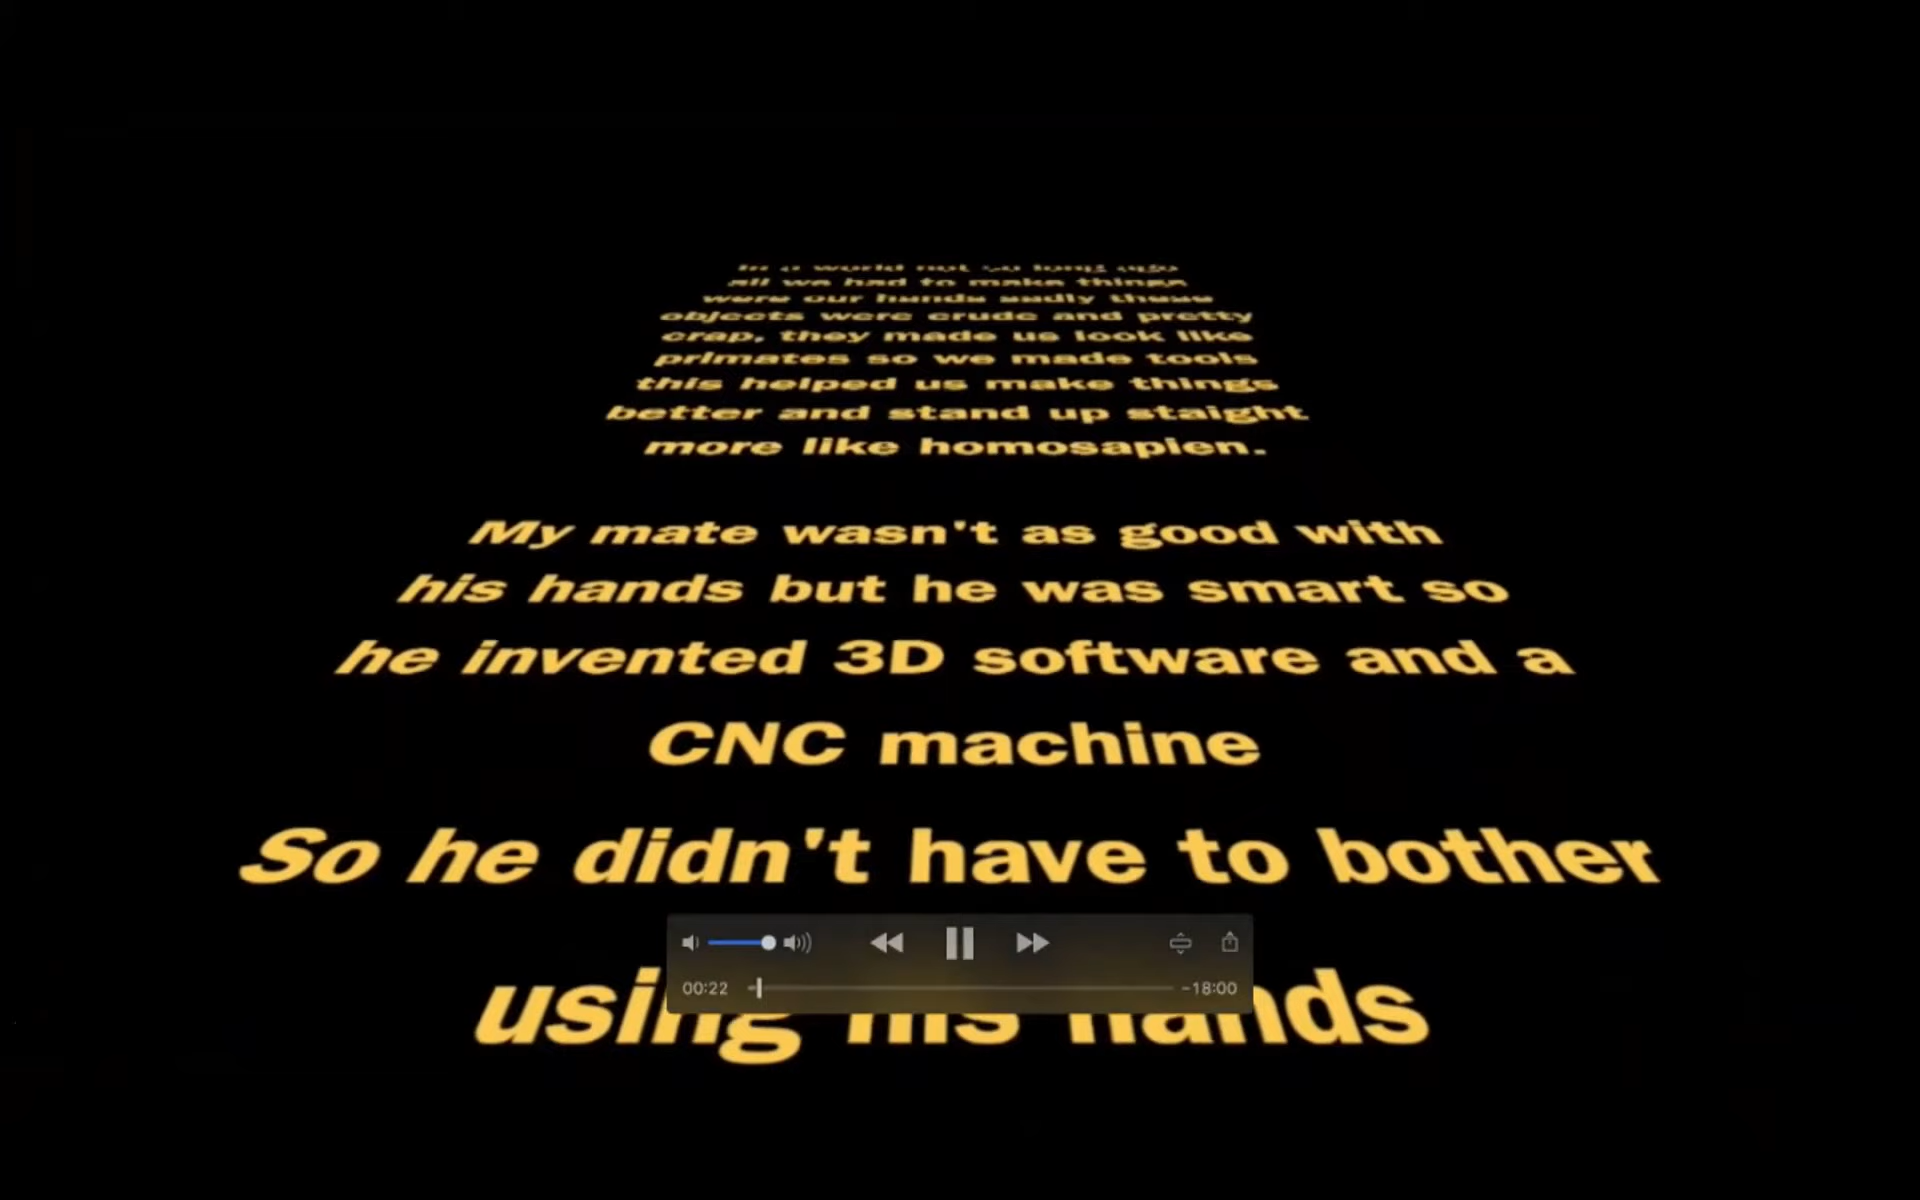 In a world not so long ago
all we had to make things
were our hands sadly these
objects were crude and pretty
crap, they made us look like
primates so we made tools
this helped us make things
better and stand up staight
more like homosapien.
My mate wasn't as good with
his hands but he was smart so
he invented 3D software and a
CNC machine
So he didn't have to bother
using his hands
00:22
-18:00